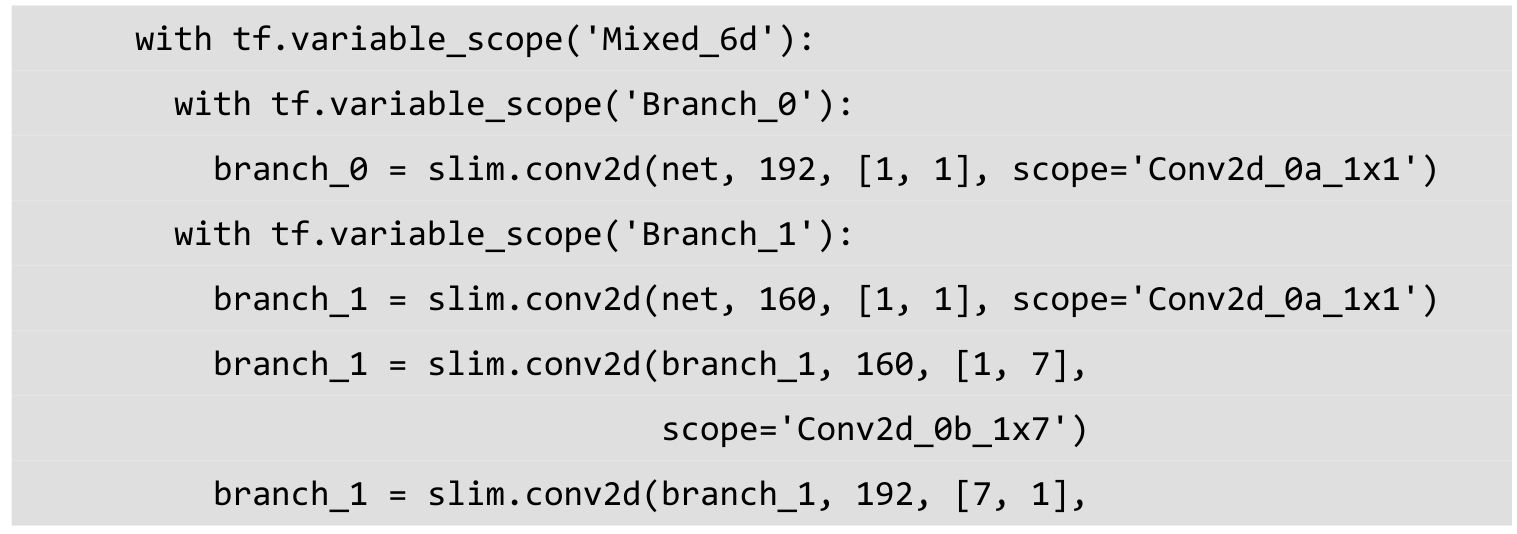 with tf.variable_scope('Mixed_6d'):
  with tf.variable_scope('Branch_0'):
    branch_0 = slim.conv2d(net, 192, [1, 1], scope='Conv2d_0a_1x1')
  with tf.variable_scope('Branch_1'):
    branch_1 = slim.conv2d(net, 160, [1, 1], scope='Conv2d_0a_1x1')
    branch_1 = slim.conv2d(branch_1, 160, [1, 7],
                           scope='Conv2d_0b_1x7')
    branch_1 = slim.conv2d(branch_1, 192, [7, 1],